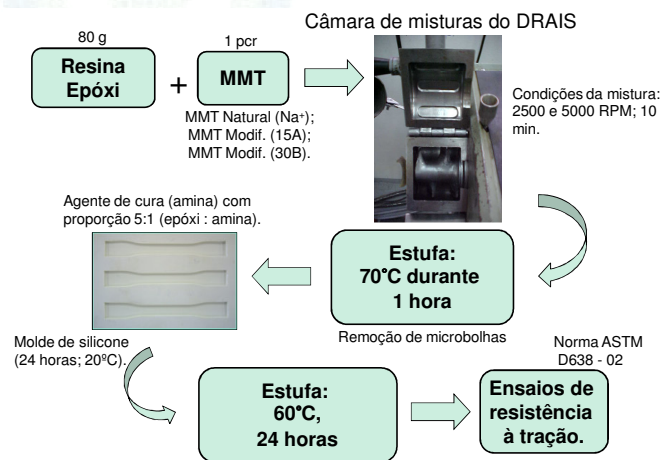 Câmara de misturas do DRAIS
80 g
Resina
Epóxi
+
1 pcr
MMT
MMT Natural (Na+);
MMT Modif. (15A);
MMT Modif. (30B).
Condições da mistura:
2500 e 5000 RPM; 10
min.
Estufa:
70°C durante
1 hora
Remoção de microbolhas
Agente de cura (amina) com
proporção 5:1 (epóxi : amina).
Molde de silicone
(24 horas; 20ºC).
Estufa:
60°C,
24 horas
Norma ASTM
D638 - 02
Ensaios de
resistência
à tração.